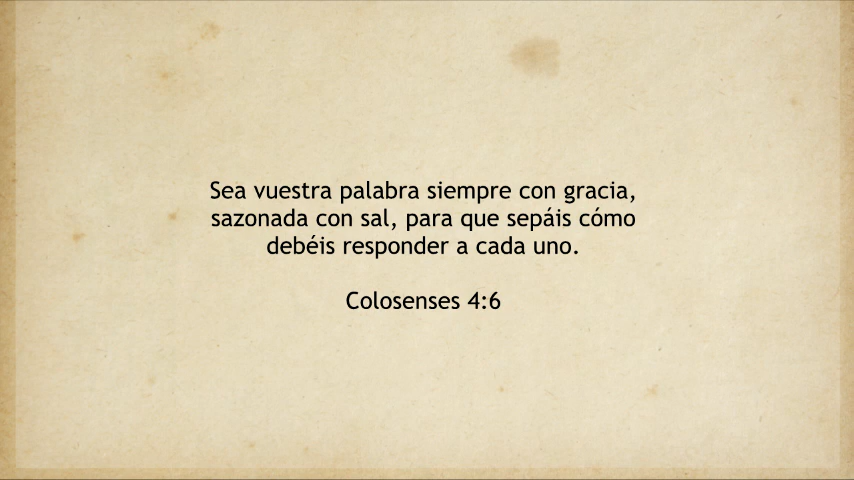 Sea vuestra palabra siempre con gracia,
sazonada con sal, para que sepáis cómo
debéis responder a cada uno.
Colosenses 4:6